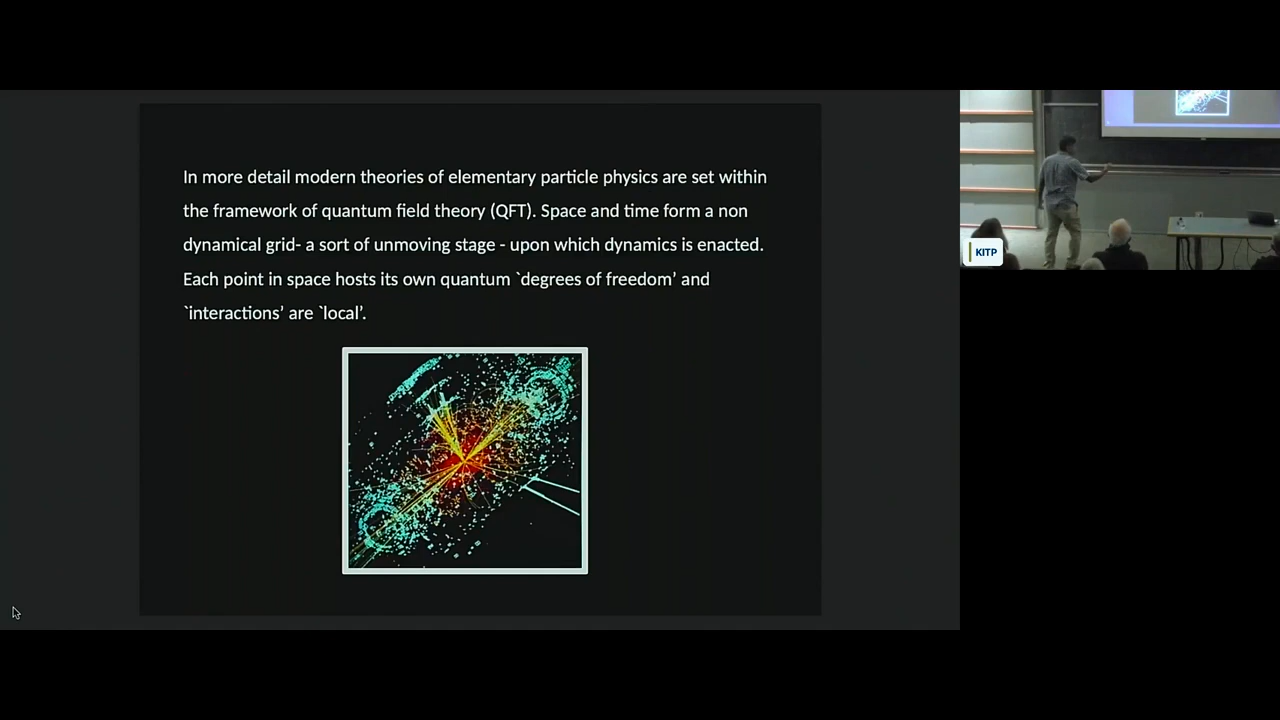 In more detail modern theories of elementary particle physics are set within
the framework of quantum field theory (QFT). Space and time form a non
dynamical grid- a sort of unmoving stage - upon which dynamics is enacted.
Each point in space hosts its own quantum `degrees of freedom’ and
`interactions’ are `local’.
KITP